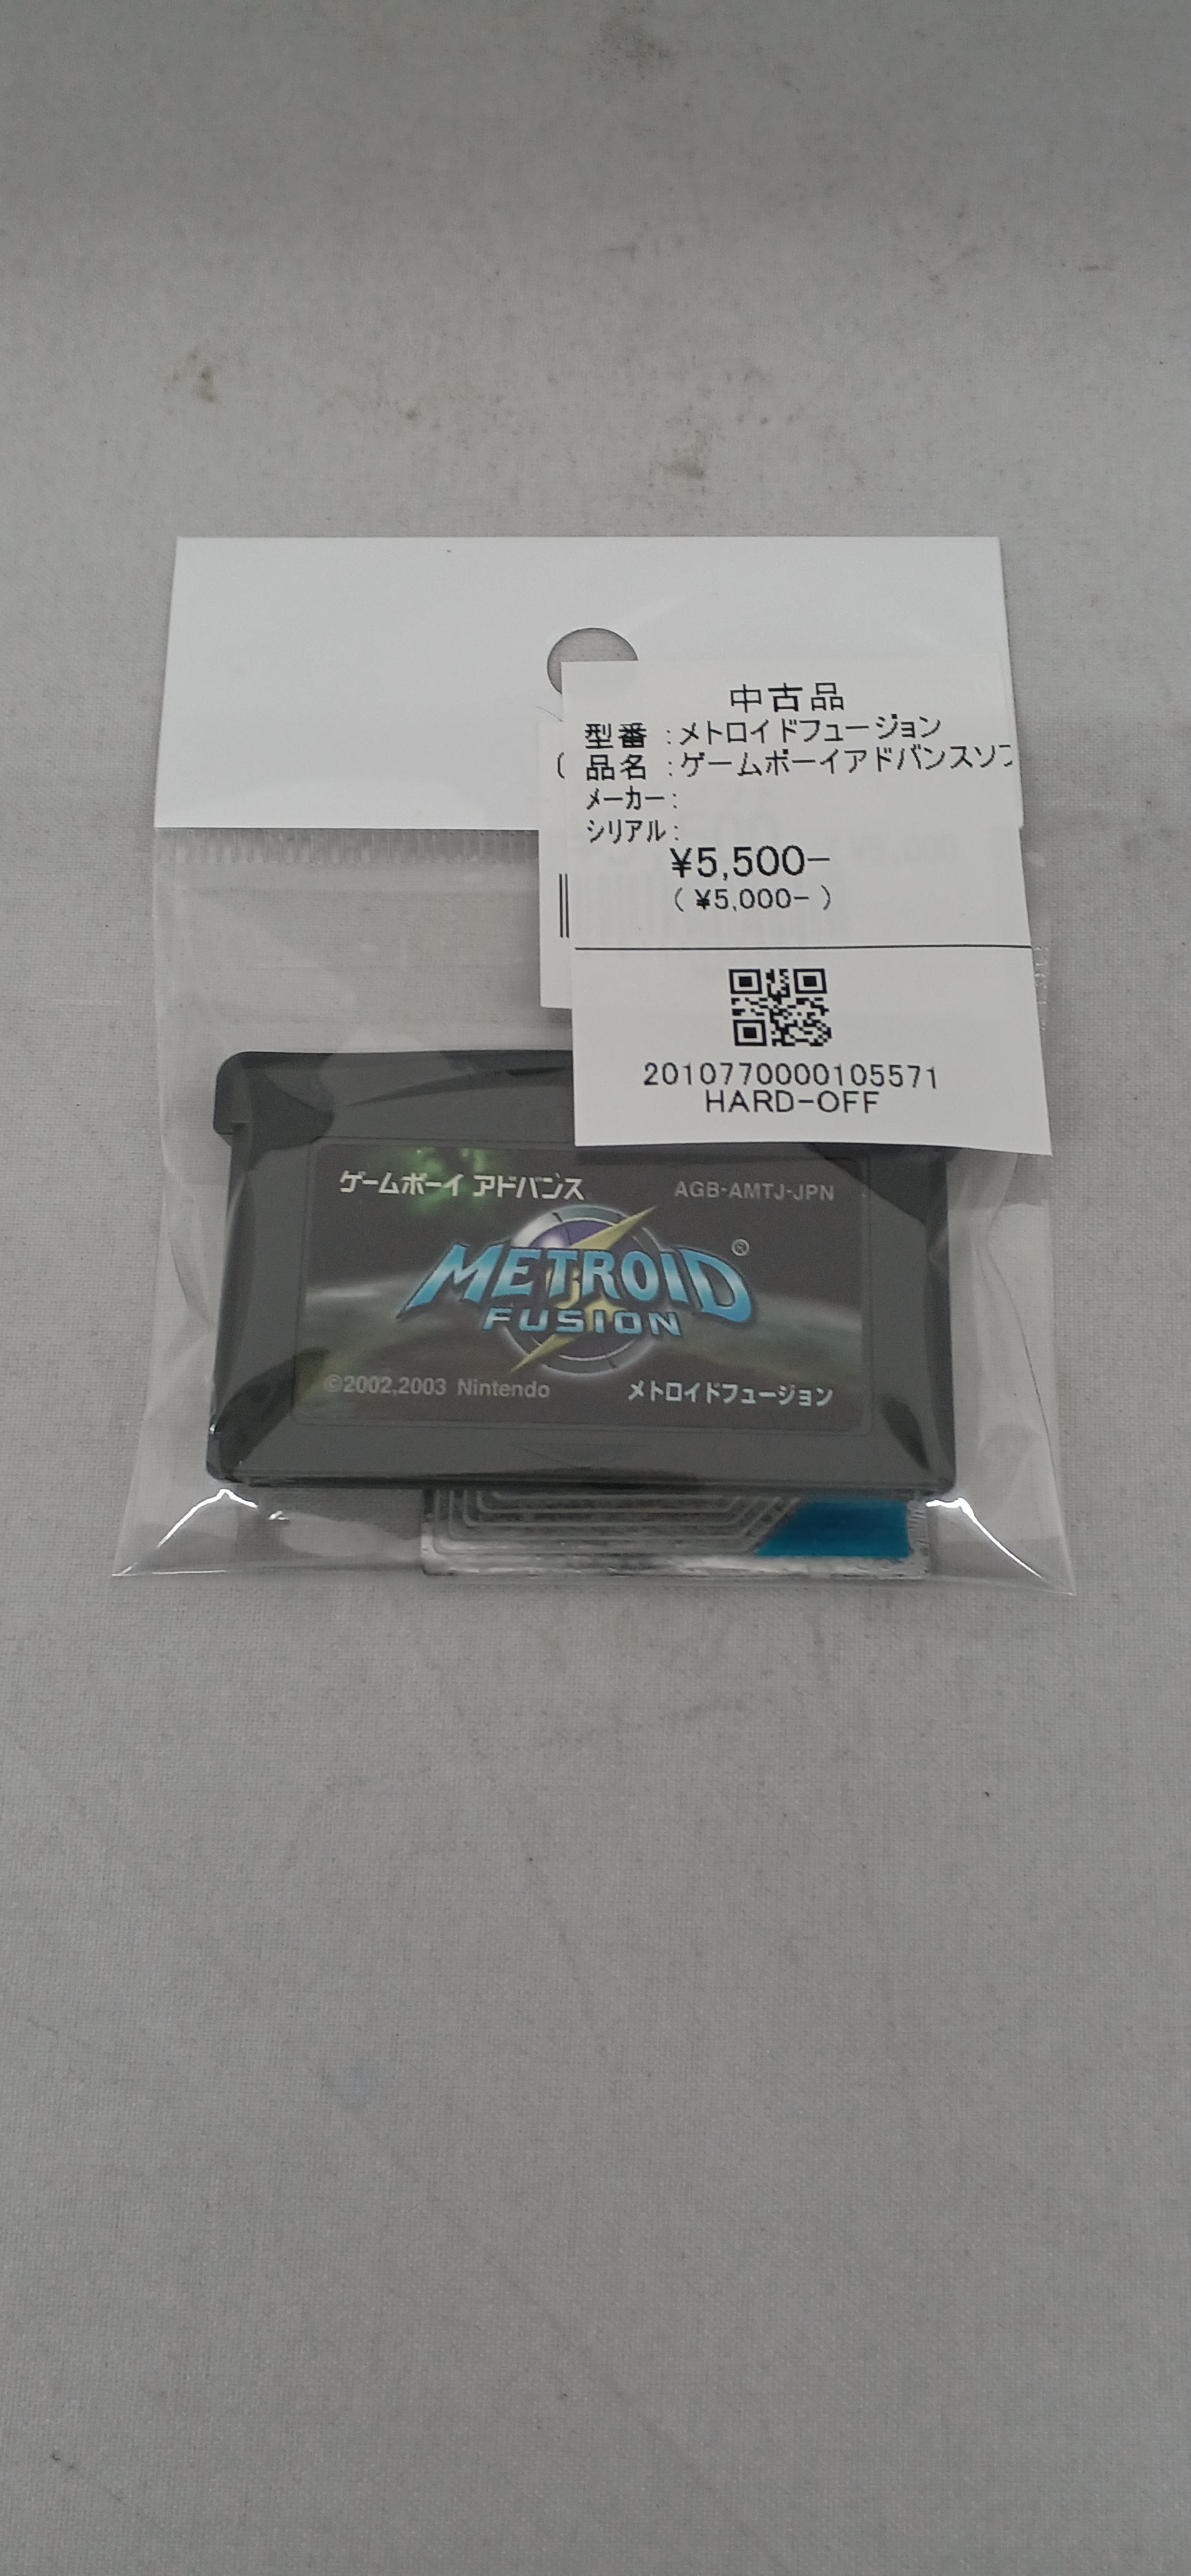 中古品
型番 :メトロイドフュージョン
( 品名 :ゲームボーイアドバンスソフ
メーカー:
シリアル:
¥5,500-
(¥5,000-)
2010770000105571
HARD-OFF
ゲームボーイ アドバンス
AGB-AMTJ-JPN
METROID®
FUSION
©2002,2003 Nintendo
メトロイドフュージョン